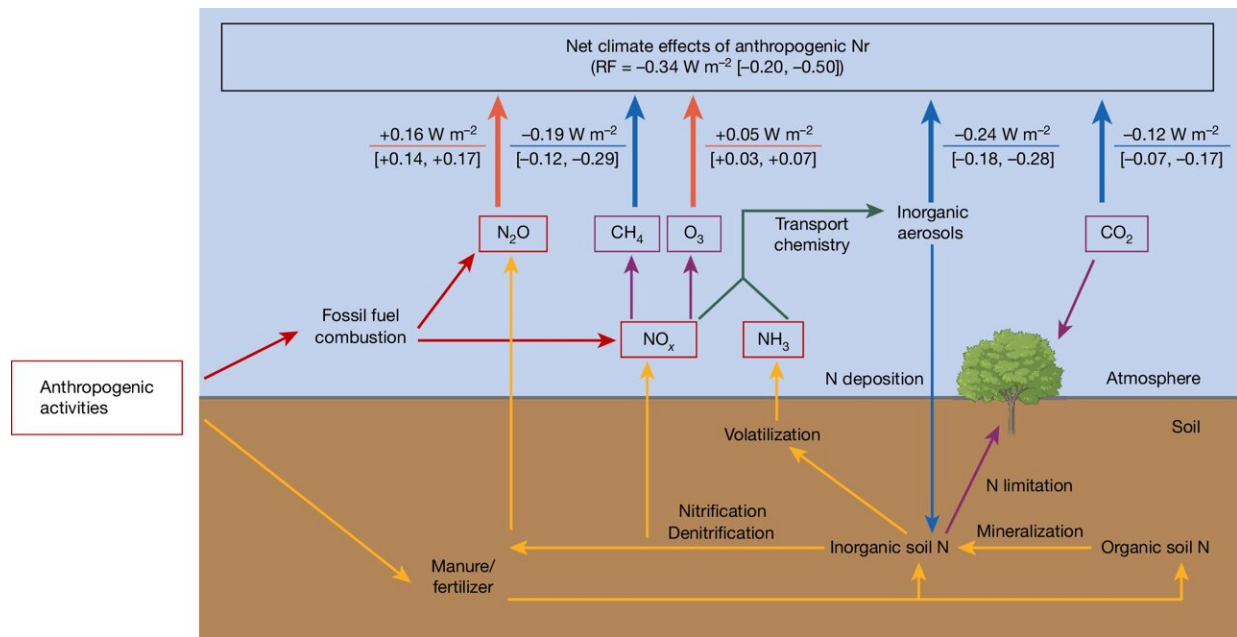 Net climate effects of anthropogenic Nr
(RF = –0.34 W m⁻² [–0.20, –0.50])
+0.16 W m⁻²
[+0.14, +0.17]
–0.19 W m⁻²
[–0.12, –0.29]
+0.05 W m⁻²
[+0.03, +0.07]
–0.24 W m⁻²
[–0.18, –0.28]
–0.12 W m⁻²
[–0.07, –0.17]
N₂O
CH₄
O₃
Transport
chemistry
Inorganic
aerosols
CO₂
Fossil fuel
combustion
NOₓ
NH₃
Anthropogenic
activities
N deposition
Atmosphere
Soil
Volatilization
N limitation
Nitrification
Denitrification
Inorganic soil N
Mineralization
Organic soil N
Manure/
fertilizer